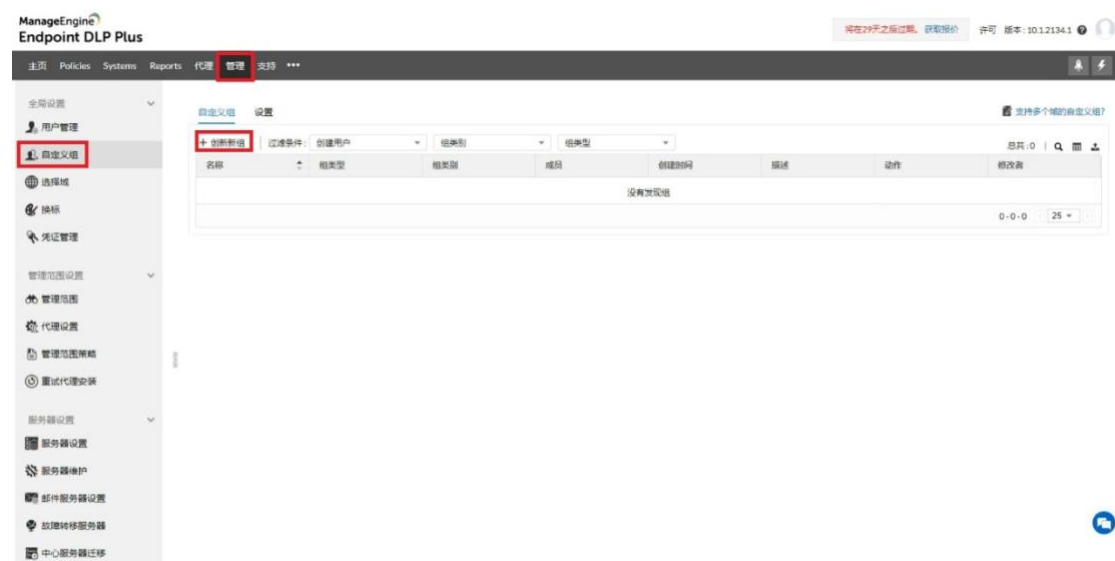 ManageEngine
Endpoint DLP Plus
将在29天之后过期。 获取报价 许可 版本:10.1.2134.1
主页 Policies Systems Reports 代理 管理 支持 •••
全局设置
用户管理
自定义组
选择域
换标
凭证管理
管理范围设置
管理范围
代理设置
管理范围策略
重试代理安装
服务器设置
服务器设置
服务器维护
邮件服务器设置
故障转移服务器
中心服务器迁移
自定义组 设置
支持多个域的自定义组?
+ 创新新组 过滤条件: 创建用户 组类别 组类型
总共:0
名称 组类型 组类别 成员 创建时间 描述 动作 修改者
没有发现组
0-0-0 25